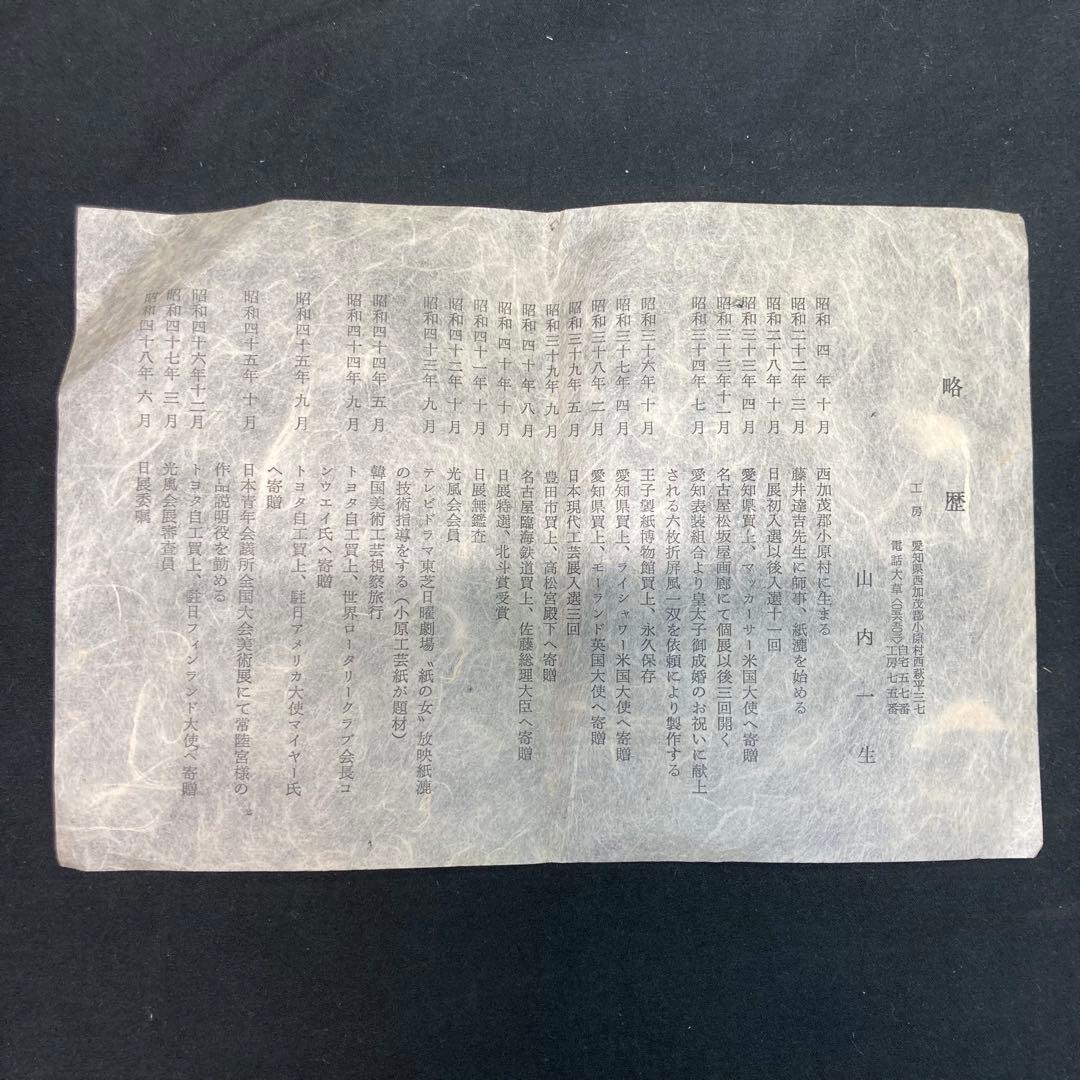 略歴
工房 愛知県西加茂郡小原村西萩平三七
電話大草 自宅五七番
工房七五番
山内一生
昭和四年十月 西加茂郡小原村に生まる
昭和二十二年三月 藤井達吉先生に師事、紙漉を始める
昭和二十八年十月 日展初入選以後入選十一回
昭和三十三年四月 愛知県買上、マッカーサー米国大使へ寄贈
昭和三十三年十一月 名古屋松坂屋画廊にて個展以後三回開く
昭和三十四年七月 愛知表装組合より皇太子御成婚のお祝いに献上
される六枚折屏風一双を依頼により製作する
昭和三十六年十月 王子製紙博物館買上、永久保存
昭和三十七年四月 愛知県買上、ライシャワー米国大使へ寄贈
昭和三十八年二月 愛知県買上、モーランド英国大使へ寄贈
昭和三十九年五月 日本現代工芸展入選三回
昭和三十九年九月 豊田市買上、高松宮殿下へ寄贈
昭和四十年八月 名古屋臨海鉄道買上、佐藤総理大臣へ寄贈
昭和四十年十月 日展特選、北斗賞受賞
昭和四十一年十月 日展無鑑査
昭和四十二年十月 光風会会員
昭和四十三年九月 テレビドラマ東芝日曜劇場〝紙の女〟放映紙漉
の技術指導をする(小原工芸紙が題材)
昭和四十四年五月 韓国美術工芸視察旅行
昭和四十四年九月 トヨタ自工買上、世界ロータリークラブ会長コ
ンウエイ氏へ寄贈
昭和四十五年九月 トヨタ自工買上、駐日アメリカ大使マイヤー氏
へ寄贈
昭和四十五年十月 日本青年会議所全国大会美術展にて常陸宮様の
作品説明役を勤める
昭和四十六年十二月 トヨタ自工買上、駐日フィンランド大使へ寄贈
昭和四十七年三月 光風会展審査員
昭和四十八年六月 日展委嘱